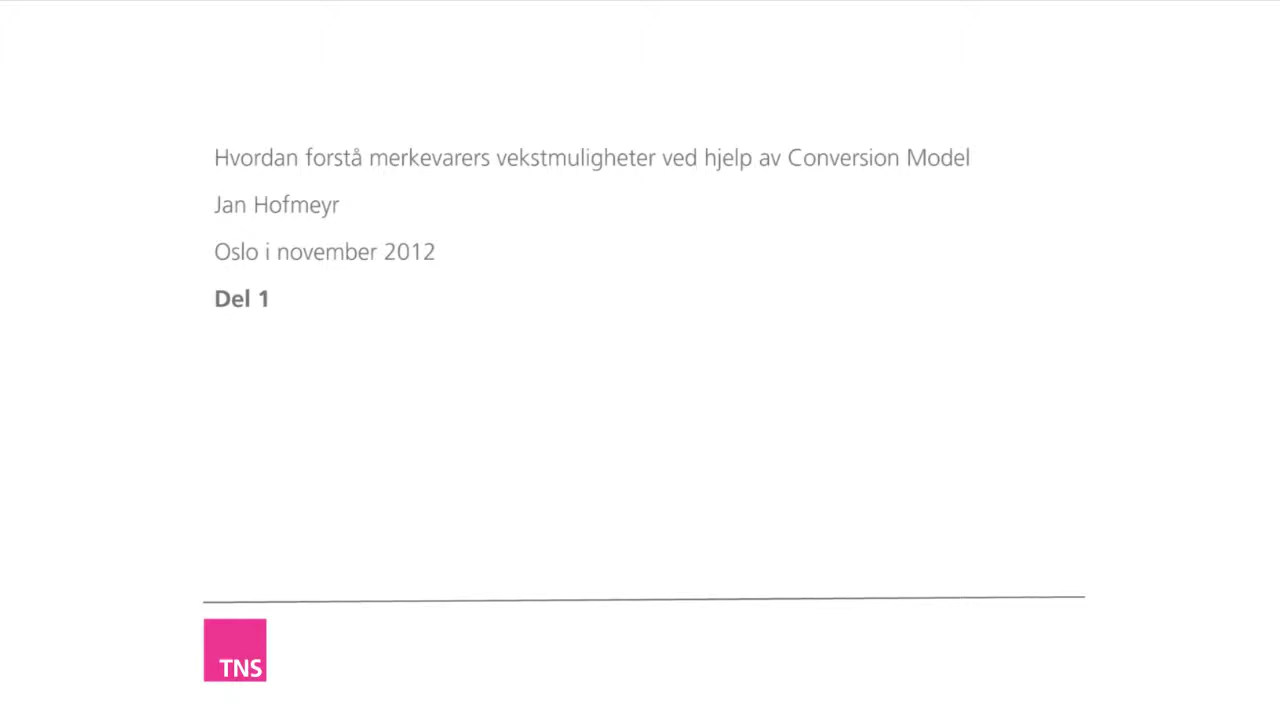 Hvordan forstå merkevarers vekstmuligheter ved hjelp av Conversion Model
Jan Hofmeyr
Oslo i november 2012
Del 1
TNS